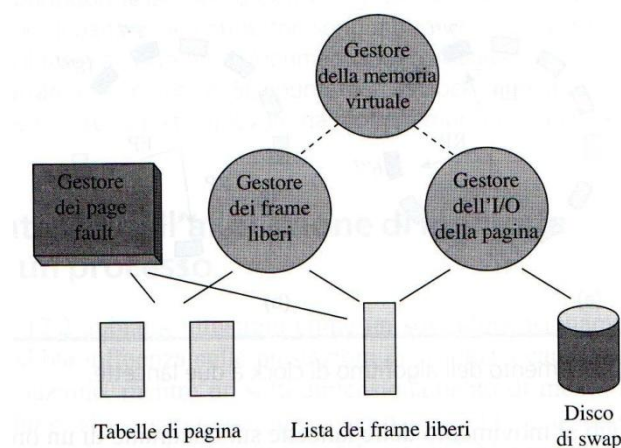 Gestore
della memoria
virtuale
Gestore
dei page
fault
Gestore
dei frame
liberi
Gestore
dell'I/O
della pagina
Tabelle di pagina
Lista dei frame liberi
Disco
di swap